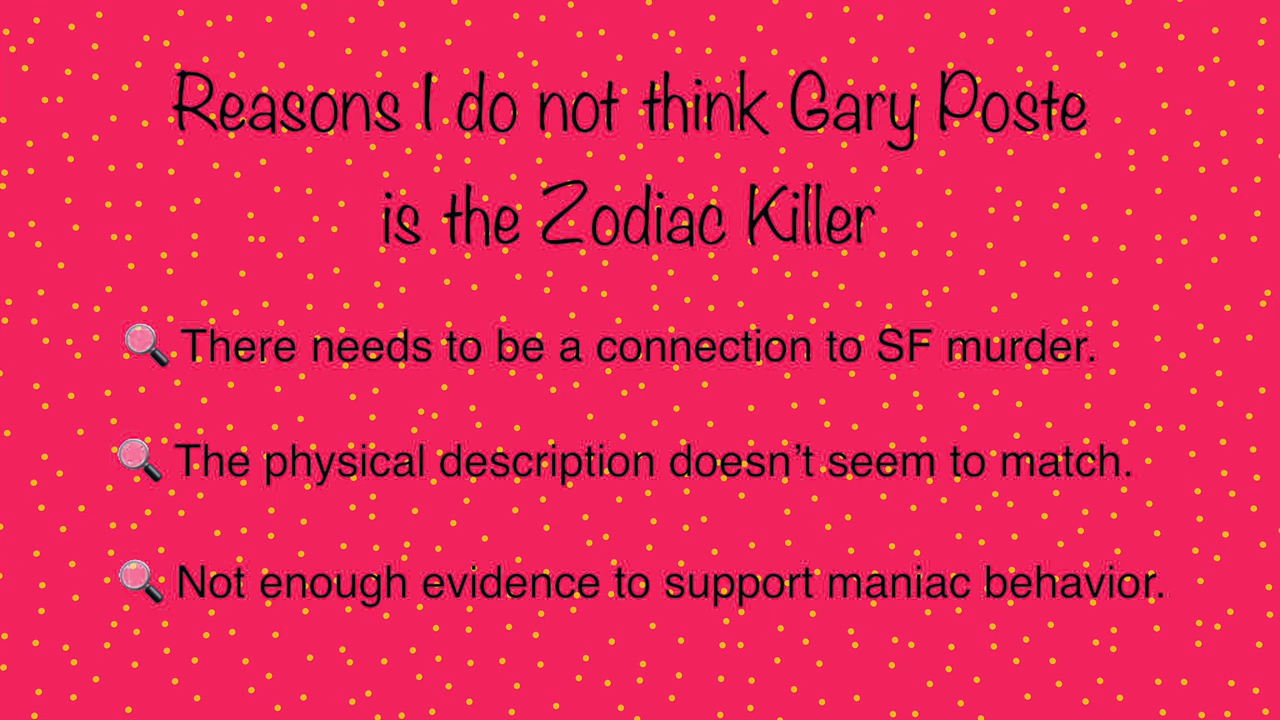 Reasons I do not think Gary Poste
is the Zodiac Killer
There needs to be a connection to SF murder.
The physical description doesn’t seem to match.
Not enough evidence to support maniac behavior.